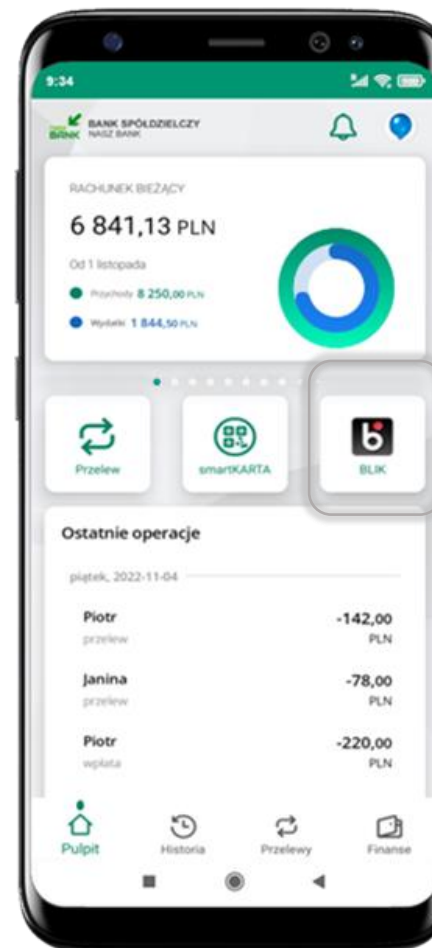 9:34
BANK SPÓŁDZIELCZY
BANK NASZ BANK
RACHUNEK BIEŻĄCY
6 841,13 PLN
Od 1 listopada
Przychody 8 250,00 PLN
Wydatki 1 844,50 PLN
Przelew
smartKARTA
BLIK
Ostatnie operacje
piątek, 2022-11-04
Piotr -142,00
przelew PLN
Janina -78,00
przelew PLN
Piotr -220,00
wpłata PLN
Pulpit
Historia
Przelewy
Finanse